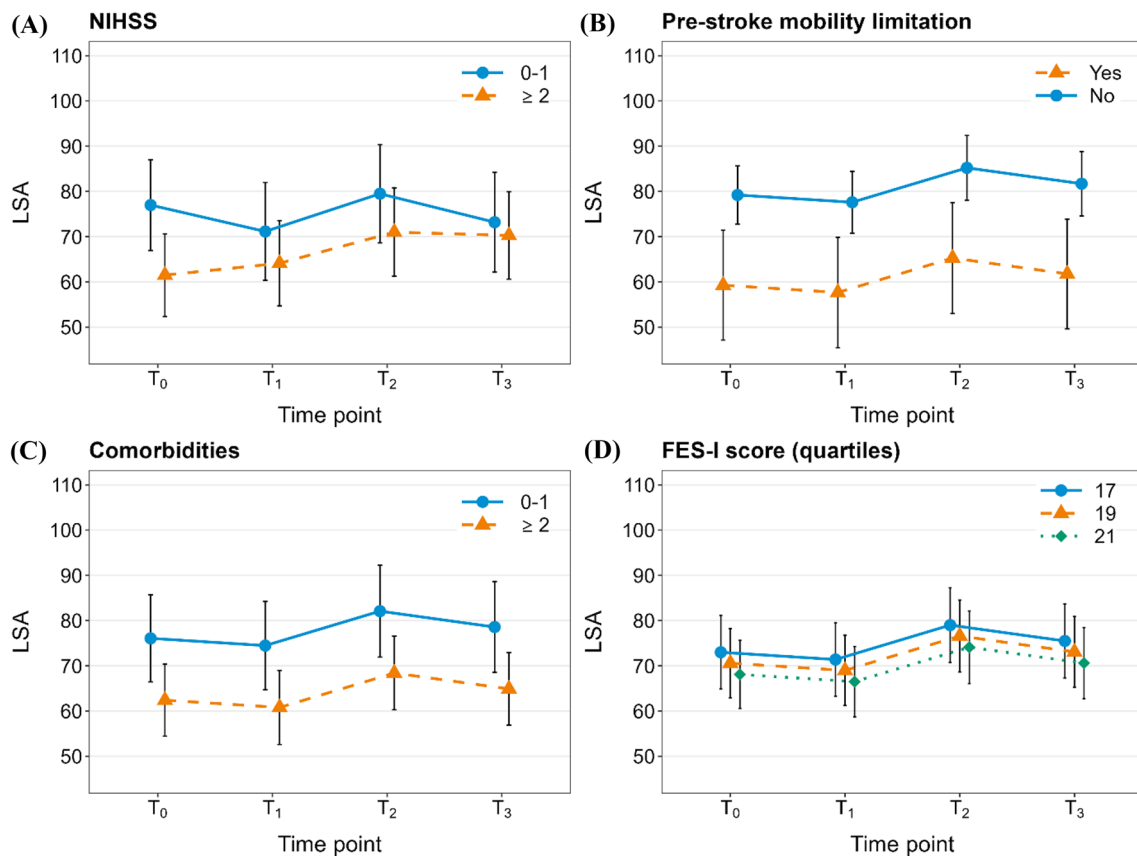 (A) NIHSS
110
100
90
80
70
60
50
LSA
0-1
≥ 2
T₀ T₁ T₂ T₃
Time point
(B) Pre-stroke mobility limitation
110
100
90
80
70
60
50
LSA
Yes
No
T₀ T₁ T₂ T₃
Time point
(C) Comorbidities
110
100
90
80
70
60
50
LSA
0-1
≥ 2
T₀ T₁ T₂ T₃
Time point
(D) FES-I score (quartiles)
110
100
90
80
70
60
50
LSA
17
19
21
T₀ T₁ T₂ T₃
Time point